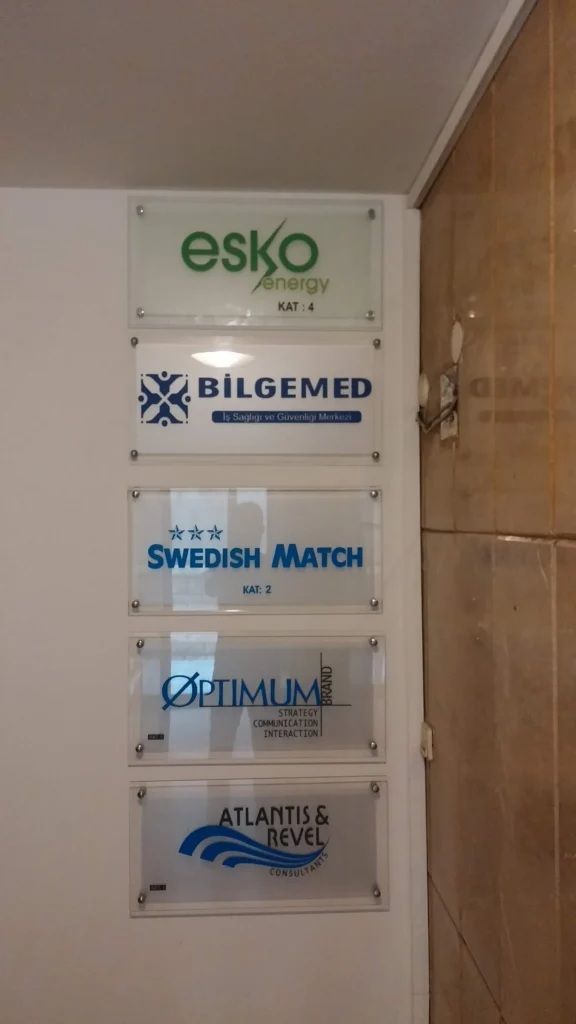 esko
energy
KAT : 4
BİLGEMED
İş Sağlığı ve Güvenliği Merkezi
SWEDISH MATCH
KAT: 2
OPTIMUM
BRAND
STRATEGY
COMMUNICATION
INTERACTION
ATLANTIS &
REVEL
CONSULTANTS